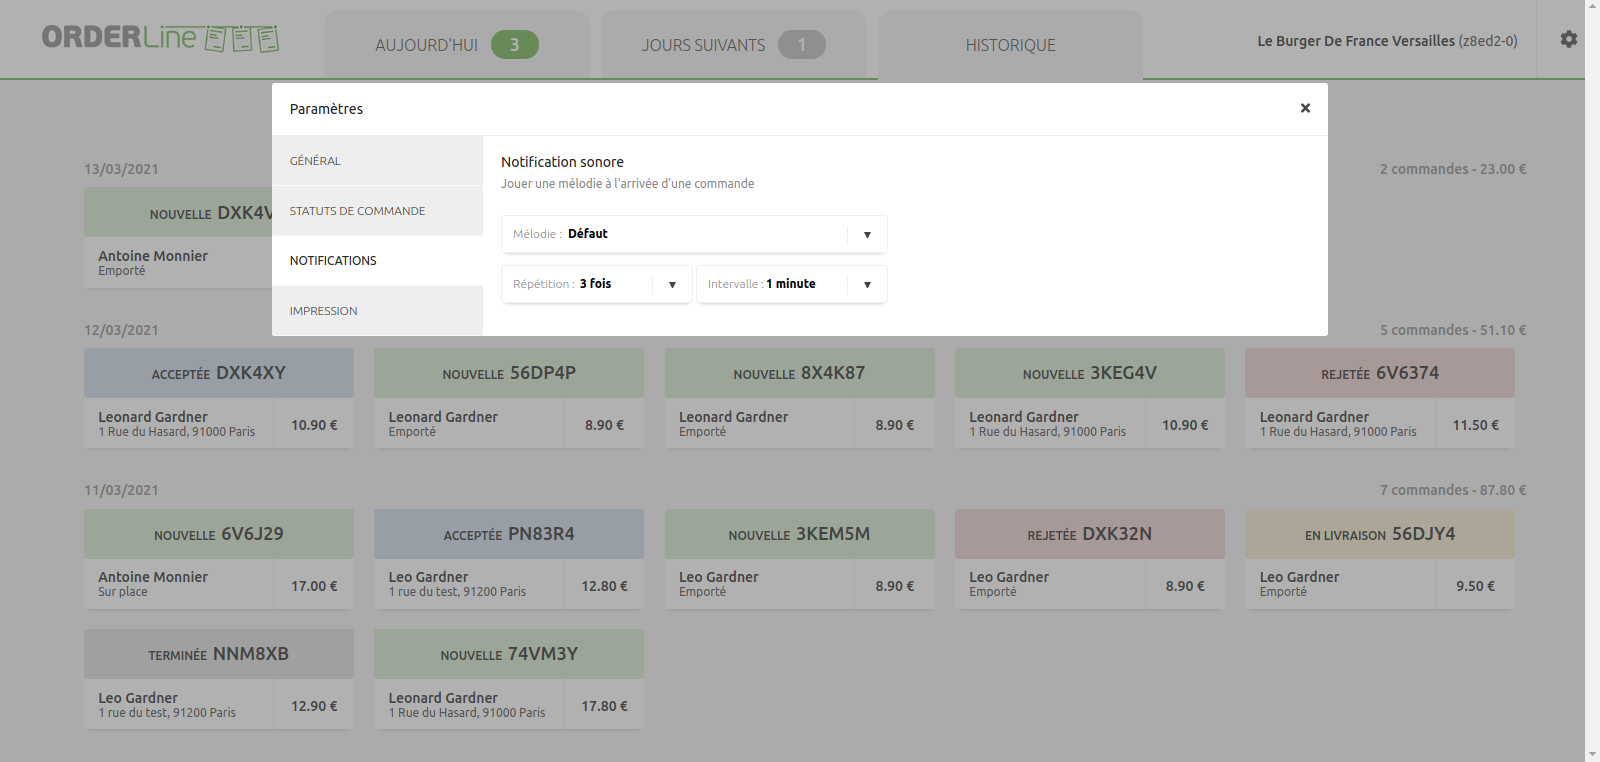 ORDERLine
AUJOURD'HUI 3
JOURS SUIVANTS 1
HISTORIQUE
Le Burger De France Versailles (z8ed2-0)
Paramètres
GÉNÉRAL
STATUTS DE COMMANDE
NOTIFICATIONS
IMPRESSION
Notification sonore
Jouer une mélodie à l'arrivée d'une commande
Mélodie : Défaut
Répétition : 3 fois
Intervalle : 1 minute
13/03/2021
2 commandes - 23.00 €
NOUVELLE DXK4V
Antoine Monnier
Emporté
12/03/2021
5 commandes - 51.10 €
ACCEPTÉE DXK4XY
Leonard Gardner
1 Rue du Hasard, 91000 Paris
10.90 €
NOUVELLE 56DP4P
Leonard Gardner
Emporté
8.90 €
NOUVELLE 8X4K87
Leonard Gardner
Emporté
8.90 €
NOUVELLE 3KEG4V
Leonard Gardner
1 Rue du Hasard, 91000 Paris
10.90 €
REJETÉE 6V6374
Leonard Gardner
1 Rue du Hasard, 91000 Paris
11.50 €
11/03/2021
7 commandes - 87.80 €
NOUVELLE 6V6J29
Antoine Monnier
Sur place
17.00 €
ACCEPTÉE PN83R4
Leo Gardner
1 rue du test, 91200 Paris
12.80 €
NOUVELLE 3KEM5M
Leo Gardner
Emporté
8.90 €
REJETÉE DXK32N
Leo Gardner
Emporté
8.90 €
EN LIVRAISON 56DJY4
Leo Gardner
Emporté
9.50 €
TERMINÉE NNM8XB
Leo Gardner
1 rue du test, 91200 Paris
12.90 €
NOUVELLE 74VM3Y
Leonard Gardner
1 Rue du Hasard, 91000 Paris
17.80 €